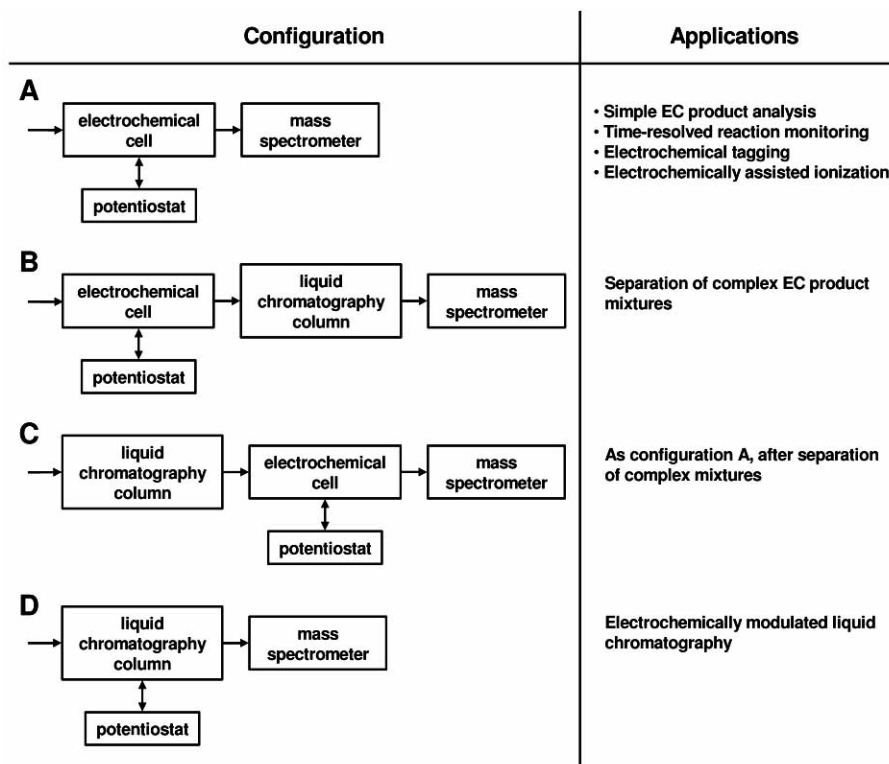 Configuration
Applications
A
electrochemical
cell
mass
spectrometer
potentiostat
• Simple EC product analysis
• Time-resolved reaction monitoring
• Electrochemical tagging
• Electrochemically assisted ionization
B
electrochemical
cell
liquid
chromatography
column
mass
spectrometer
potentiostat
Separation of complex EC product
mixtures
C
liquid
chromatography
column
electrochemical
cell
mass
spectrometer
potentiostat
As configuration A, after separation
of complex mixtures
D
liquid
chromatography
column
mass
spectrometer
potentiostat
Electrochemically modulated liquid
chromatography